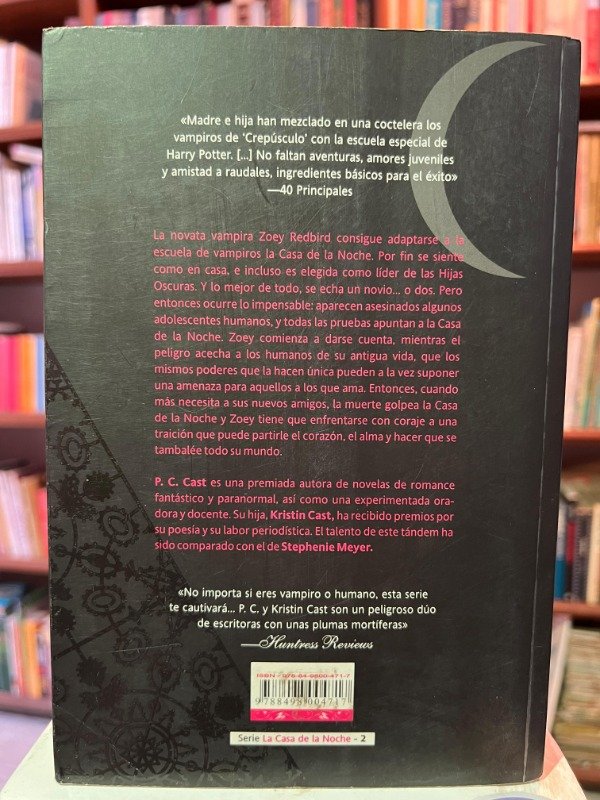 «Madre e hija han mezclado en una coctelera los
vampiros de 'Crepúsculo' con la escuela especial de
Harry Potter. [...] No faltan aventuras, amores juveniles
y amistad a raudales, ingredientes básicos para el éxito»
—40 Principales
La novata vampira Zoey Redbird consigue adaptarse a la
escuela de vampiros la Casa de la Noche. Por fin se siente
como en casa, e incluso es elegida como líder de las Hijas
Oscuras. Y lo mejor de todo, se echa un novio... o dos. Pero
entonces ocurre lo impensable: aparecen asesinados algunos
adolescentes humanos, y todas las pruebas apuntan a la Casa
de la Noche. Zoey comienza a darse cuenta, mientras el
peligro acecha a los humanos de su antigua vida, que los
mismos poderes que la hacen única pueden a la vez suponer
una amenaza para aquellos a los que ama. Entonces, cuando
más necesita a sus nuevos amigos, la muerte golpea la Casa
de la Noche y Zoey tiene que enfrentarse con coraje a una
traición que puede partirle el corazón, el alma y hacer que se
tambalée todo su mundo.
P. C. Cast es una premiada autora de novelas de romance
fantástico y paranormal, así como una experimentada ora-
dora y docente. Su hija, Kristin Cast, ha recibido premios por
su poesía y su labor periodística. El talento de este tándem ha
sido comparado con el de Stephenie Meyer.
«No importa si eres vampiro o humano, esta serie
te cautivará... P. C. y Kristin Cast son un peligroso dúo
de escritoras con unas plumas mortíferas»
—Huntress Reviews
ISBN - 978-84-9800-471-7
9788498004717
Serie La Casa de la Noche - 2